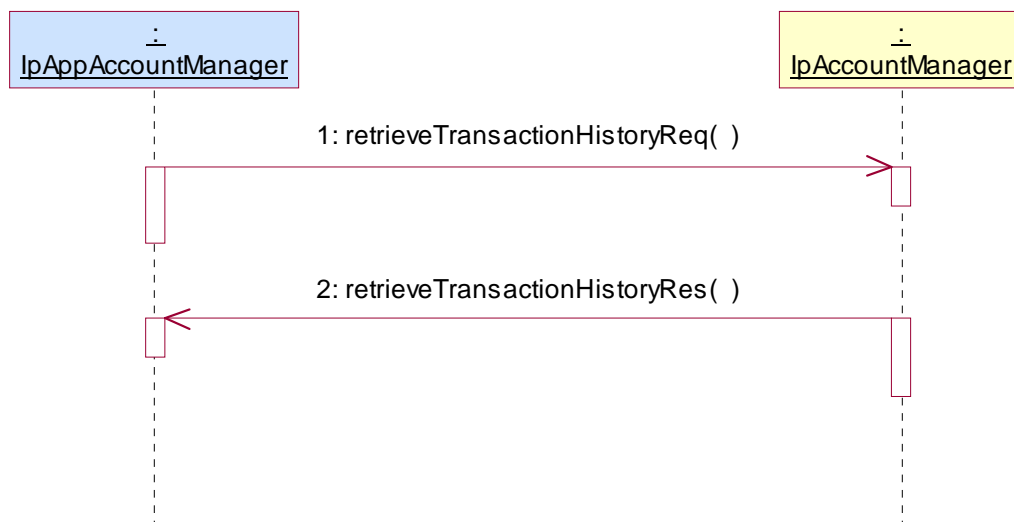 :
IpAppAccountManager
:
IpAccountManager
1: retrieveTransactionHistoryReq( )
2: retrieveTransactionHistoryRes( )